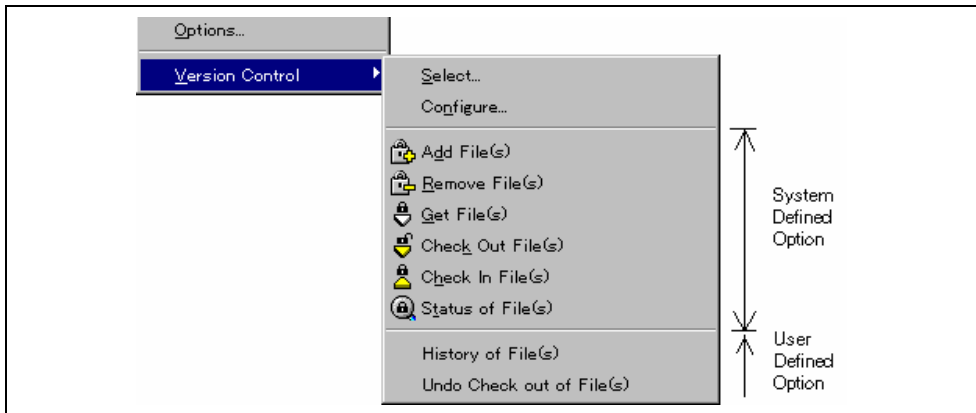 Options...
Version Control
Select...
Configure...
Add File(s)
Remove File(s)
Get File(s)
Check Out File(s)
Check In File(s)
Status of File(s)
History of File(s)
Undo Check out of File(s)
System
Defined
Option
User
Defined
Option